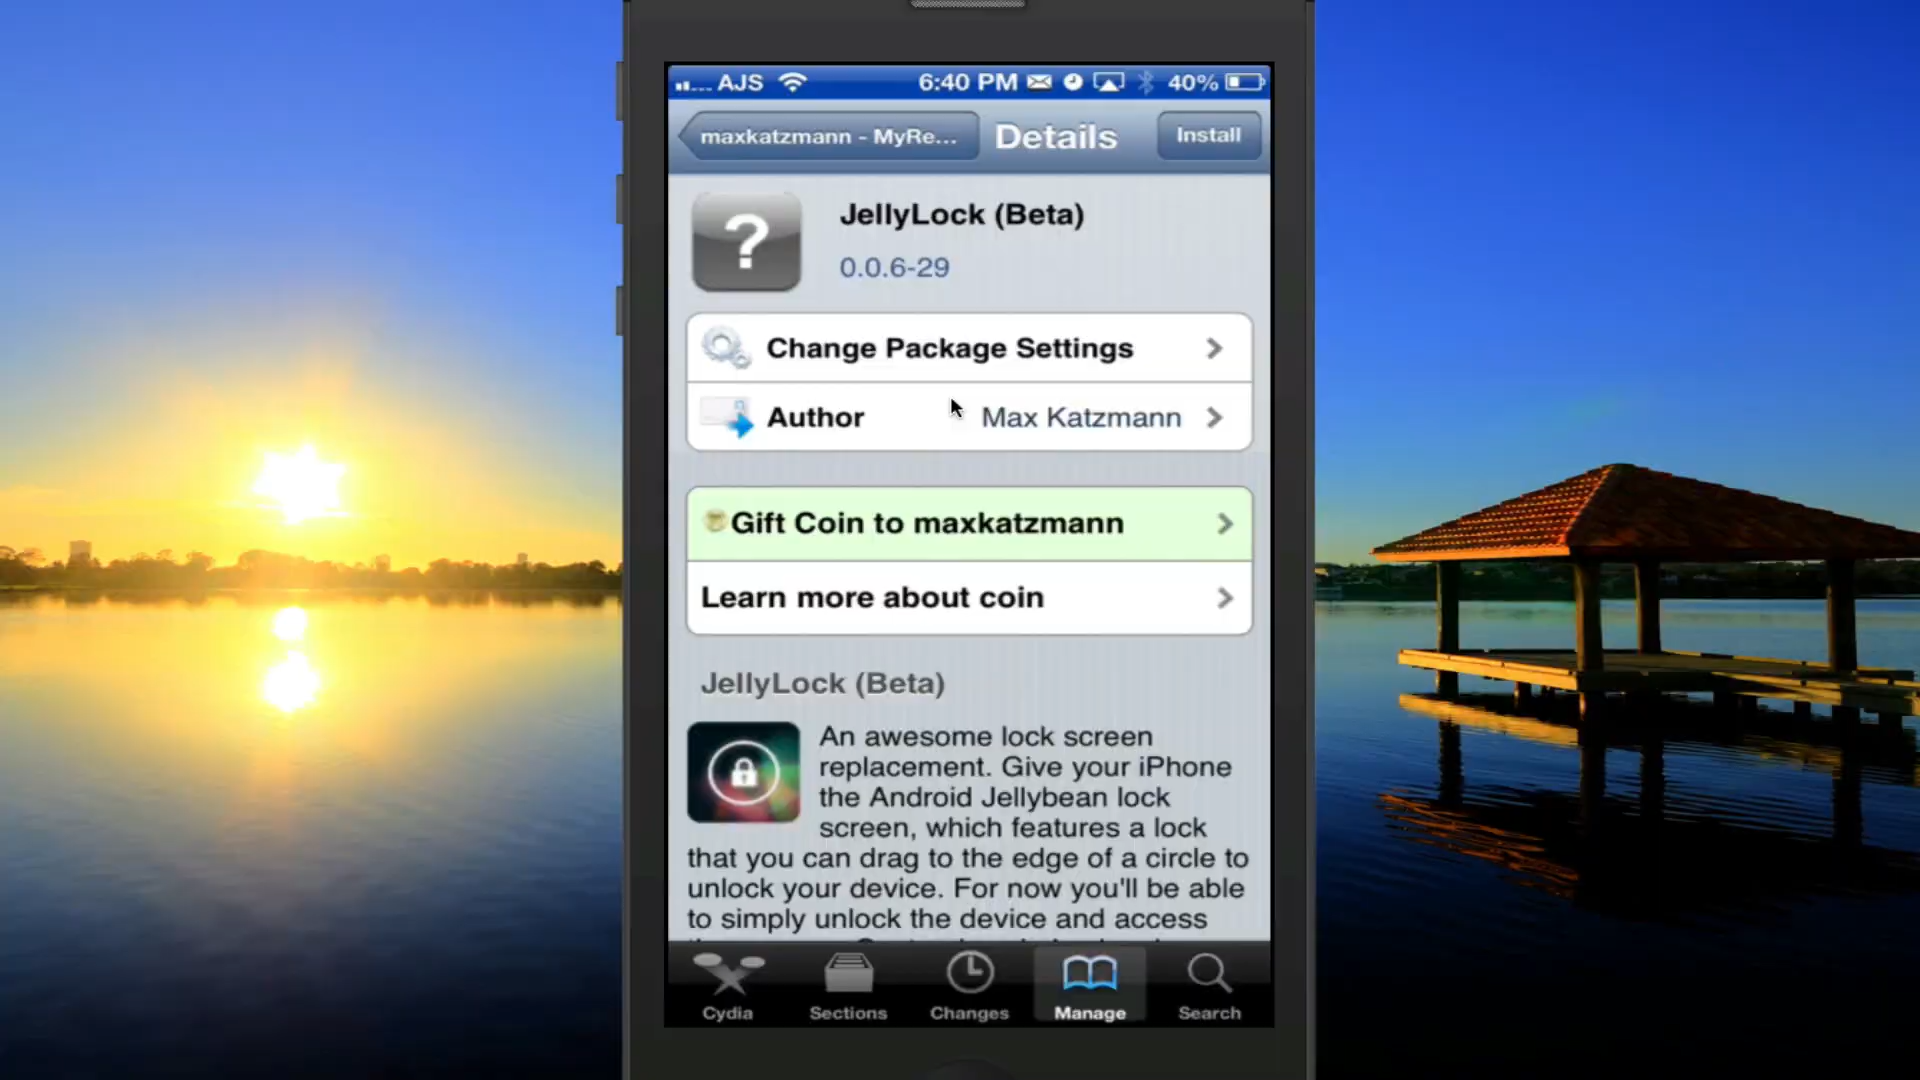 AJS 6:40 PM 40%
maxkatzmann - MyRe... Details Install
?
JellyLock (Beta)
0.0.6-29
Change Package Settings
Author Max Katzmann
Gift Coin to maxkatzmann
Learn more about coin
JellyLock (Beta)
An awesome lock screen
replacement. Give your iPhone
the Android Jellybean lock
screen, which features a lock
that you can drag to the edge of a circle to
unlock your device. For now you'll be able
to simply unlock the device and access
Cydia Sections Changes Manage Search